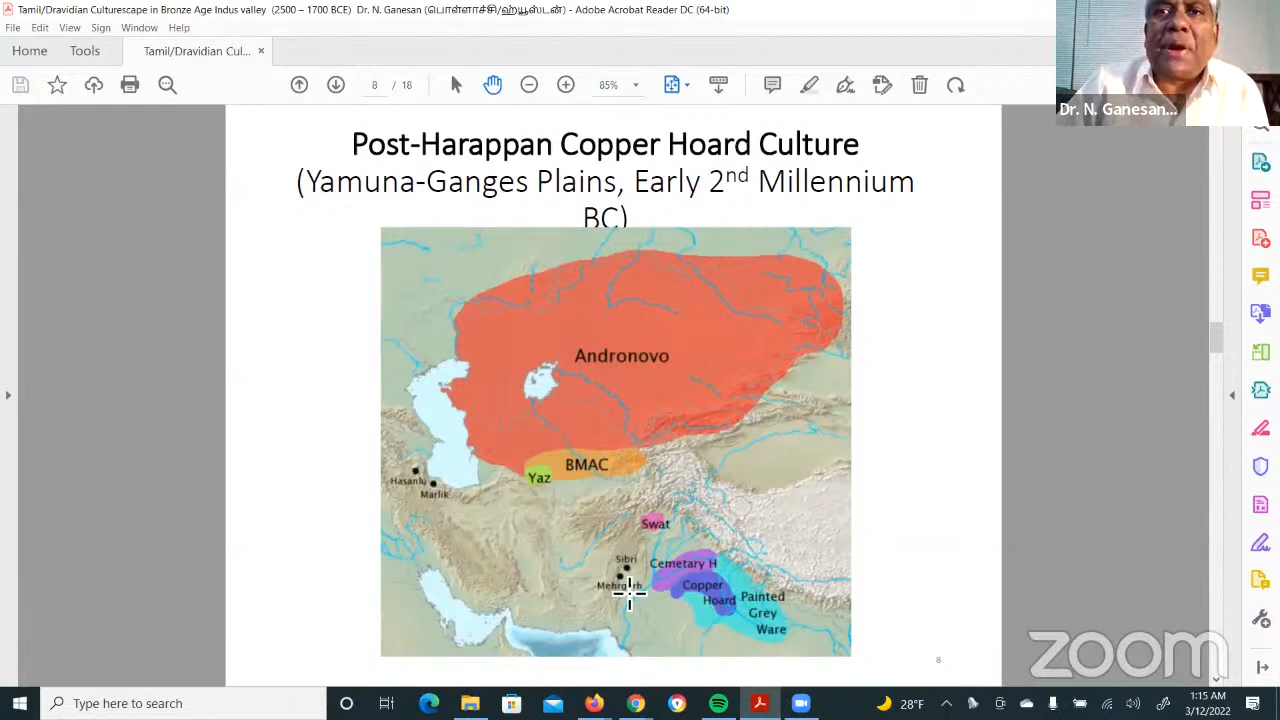 Tamil/Dravidian Culturescape in Bronze Age Indus valley (2500 – 1700 BCE) Dr. N. Ganesan
- Adobe Acrobat Reader DC (64-bit)
File Edit View Sign Window Help
Home Tools Tamil/Dravidian Cul... ×
/ 18 85%
Dr. N. Ganesan...
Post-Harappan Copper Hoard Culture
(Yamuna-Ganges Plains, Early 2nd Millennium
BC)
Andronovo
BMAC
Yaz
Hasanlu
Marlik
Swat
Sibri
Cemetary H
Copper
Hoard
Painted
Grey
Ware
8
zoom
Type here to search
28°F
1:15 AM
3/12/2022